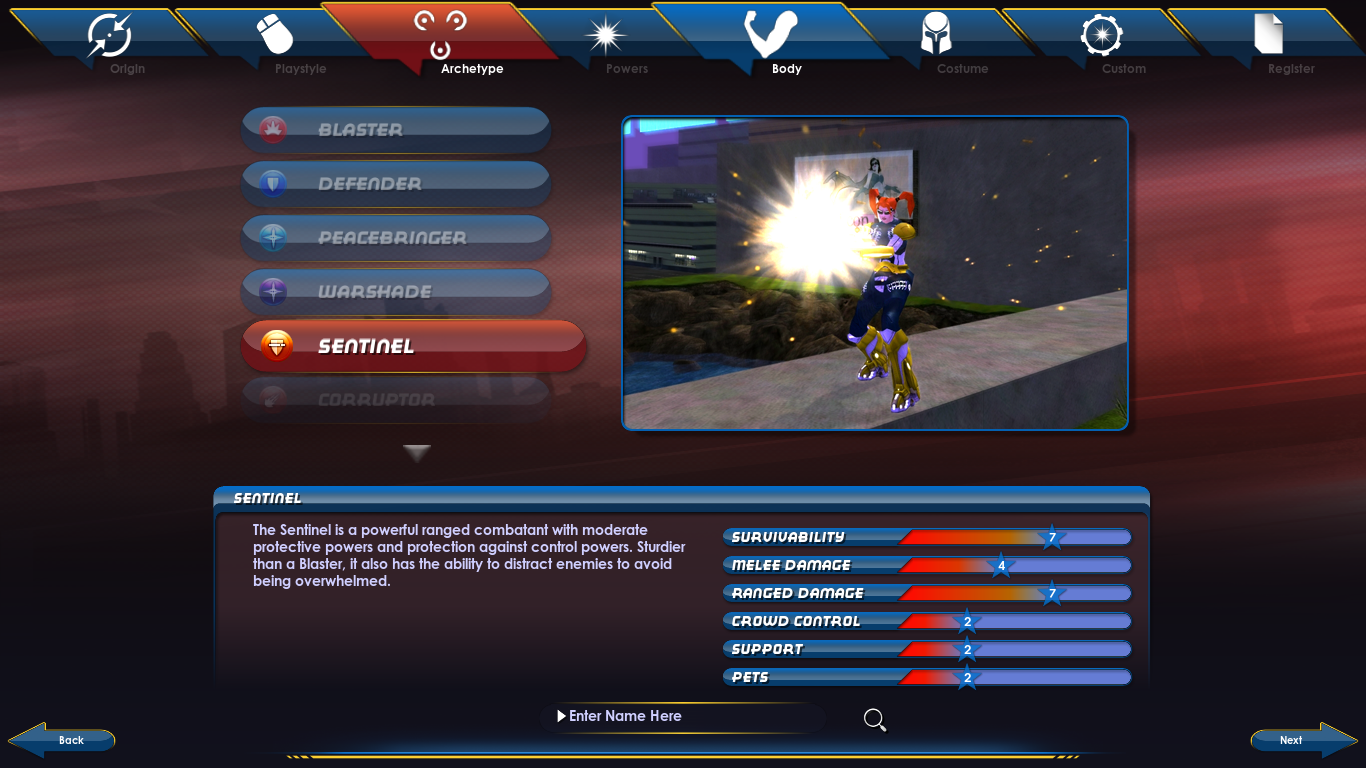 Origin
Playstyle
Archetype
Powers
Body
Costume
Custom
Register
BLASTER
DEFENDER
PEACEBRINGER
WARSHADE
SENTINEL
CORRUPTOR
SENTINEL
The Sentinel is a powerful ranged combatant with moderate
protective powers and protection against control powers. Sturdier
than a Blaster, it also has the ability to distract enemies to avoid
being overwhelmed.
SURVIVABILITY 7
MELEE DAMAGE 4
RANGED DAMAGE 7
CROWD CONTROL 2
SUPPORT 2
PETS 2
Enter Name Here
Back
Next